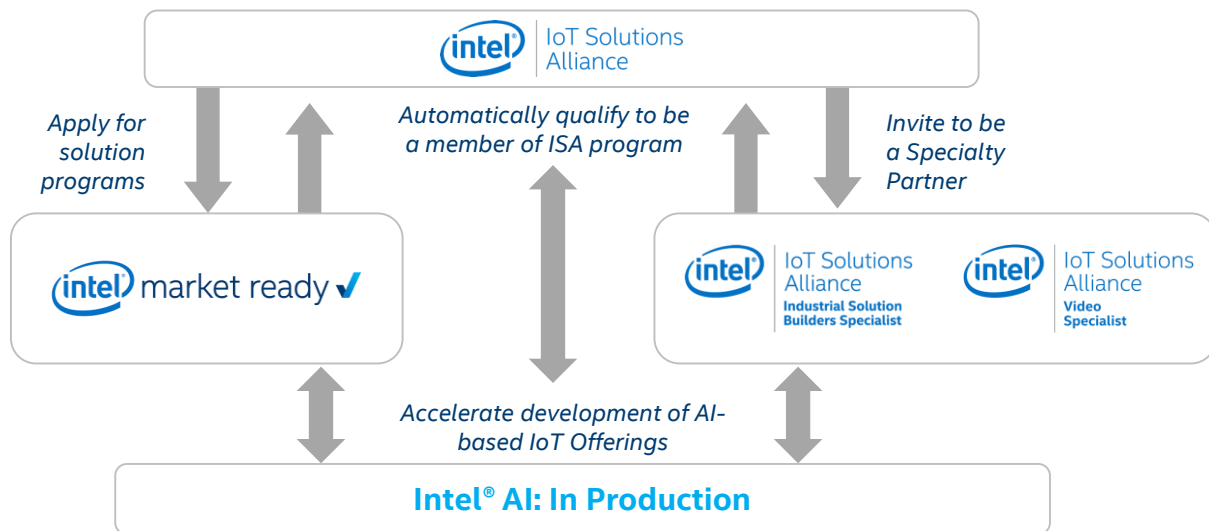 intel® IoT Solutions
Alliance
Apply for
solution
programs
Automatically qualify to be
a member of ISA program
Invite to be
a Specialty
Partner
intel® market ready
intel® IoT Solutions
Alliance
Industrial Solution
Builders Specialist
intel® IoT Solutions
Alliance
Video
Specialist
Accelerate development of AI-
based IoT Offerings
Intel® AI: In Production